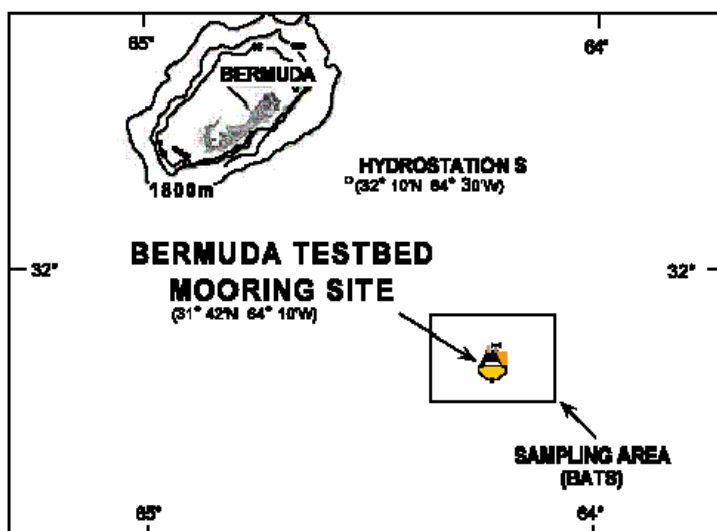 65°
64°
BERMUDA
HYDROSTATION S
(32° 10'N 64° 30'W)
1800m
32°
32°
BERMUDA TESTBED
MOORING SITE
(31° 42'N 64° 10'W)
SAMPLING AREA
(BATS)
65°
64°